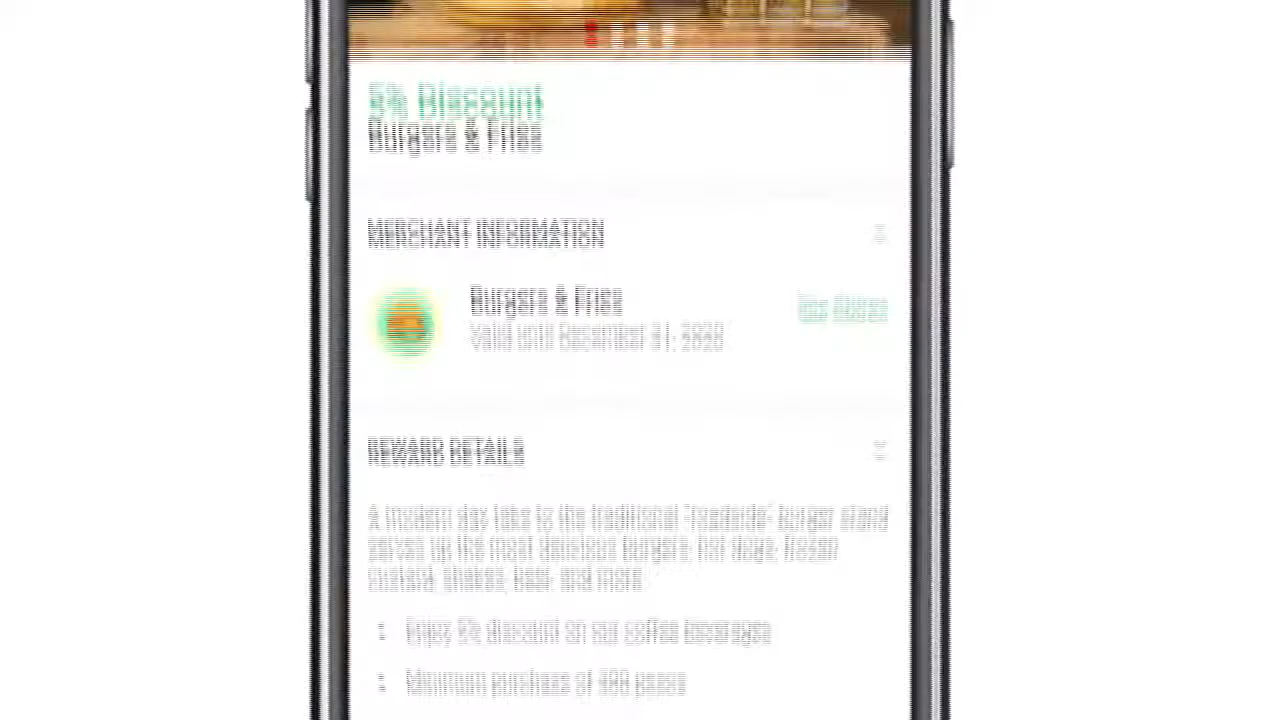 5% Discount
Burgers & Fries
MERCHANT INFORMATION
Burgers & Fries
Valid until December 31, 2020
REWARD DETAILS
A modern day take to the traditional "roadside" burger stand
serves up the most delicious burgers, hot dogs, frozen
custard, shakes, beer and more.
Enjoy 5% discount on our coffee beverages
Minimum purchase of pesos